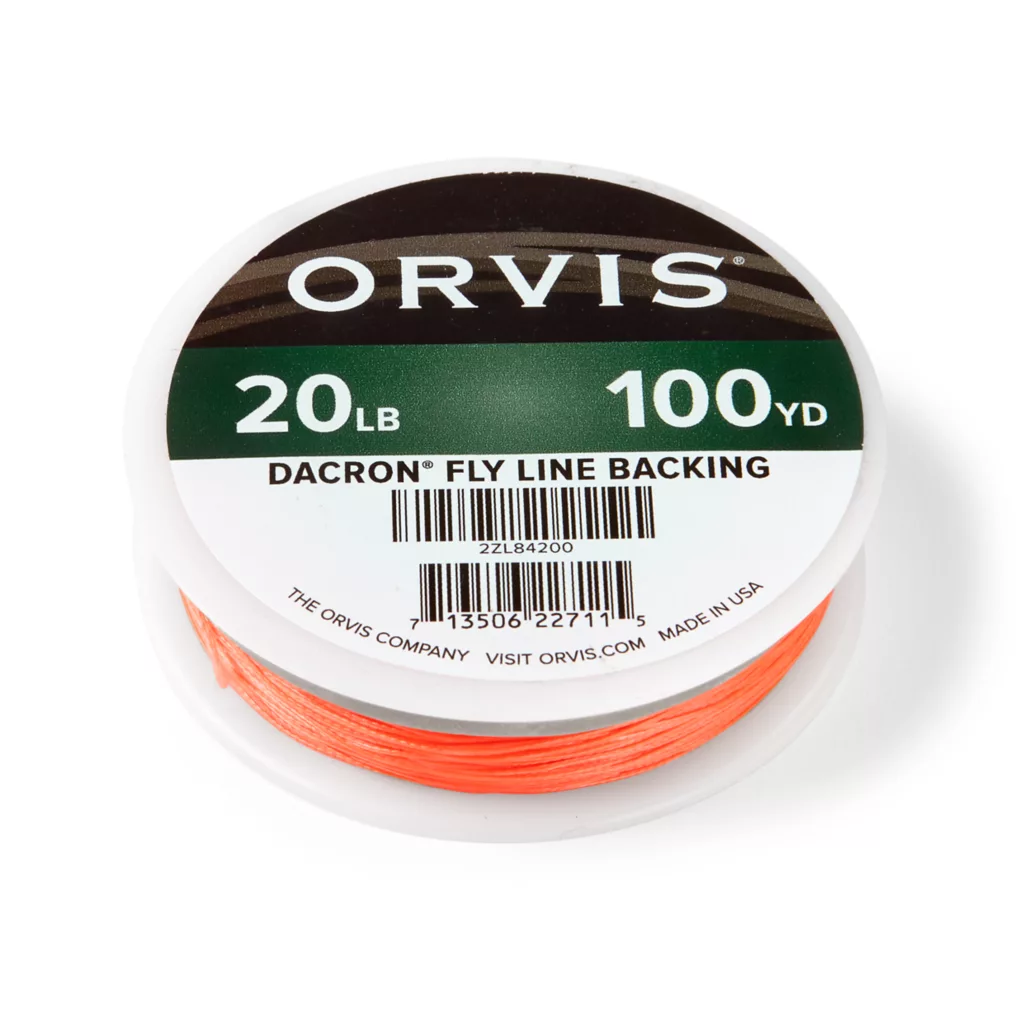 ORVIS®
20LB 100YD
DACRON® FLY LINE BACKING
2ZL84200
7 13506 22711 5
THE ORVIS COMPANY VISIT ORVIS.COM MADE IN USA